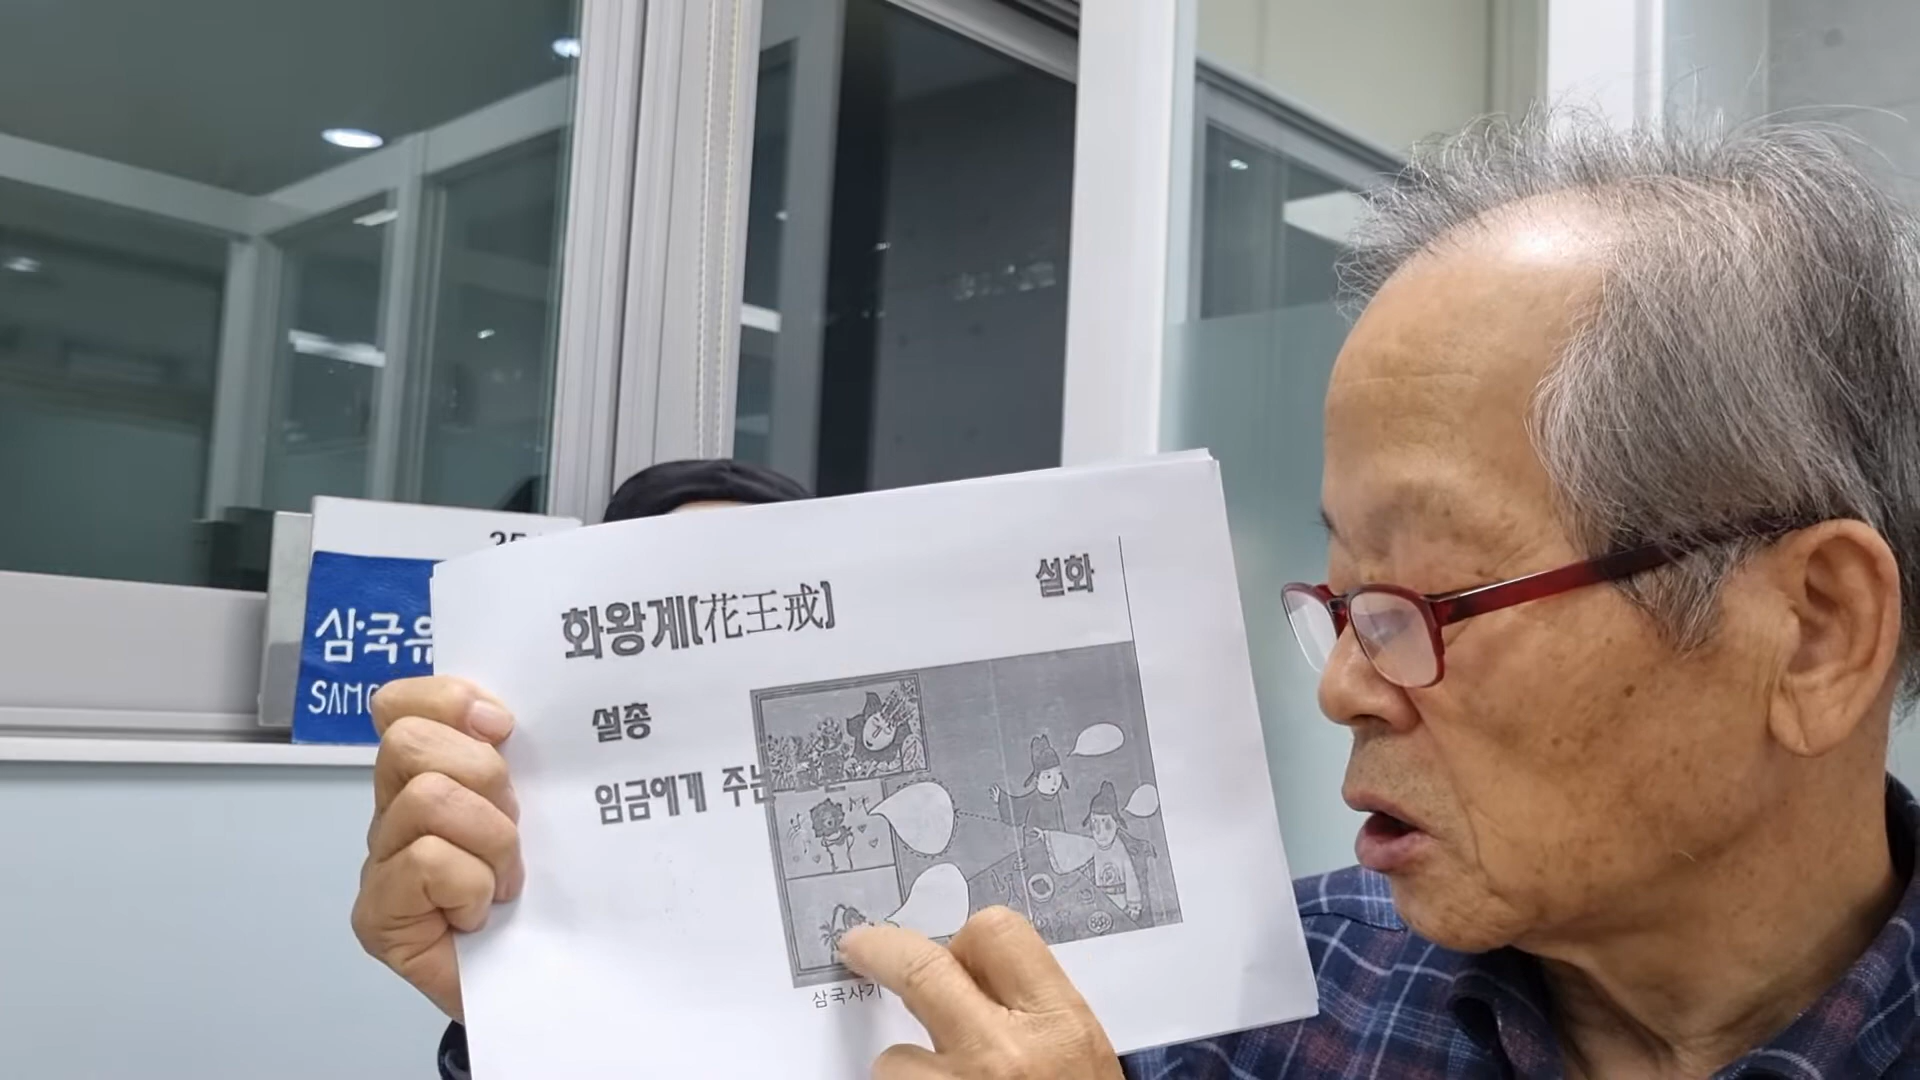 삼국유
SAMG
화왕계[花王戒]
설화
설총
임금에게 주는
삼국사기